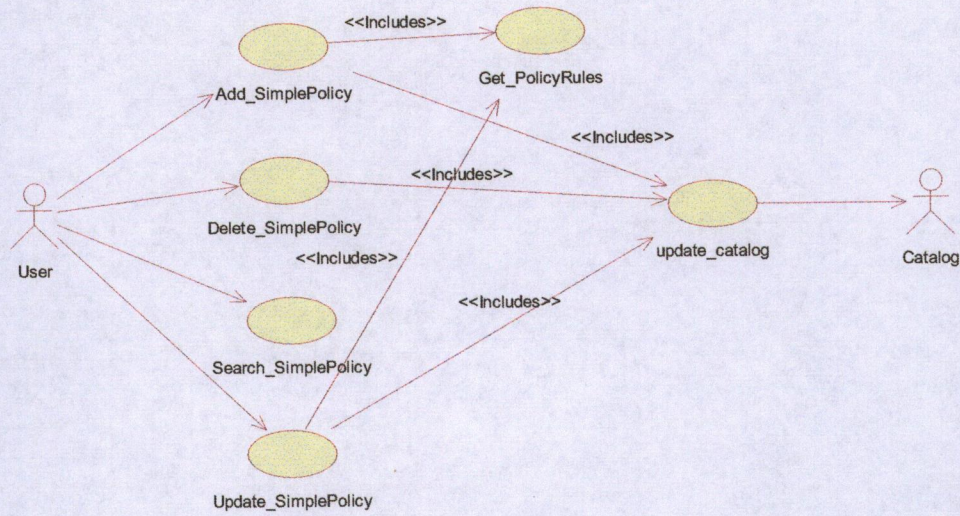 <<Includes>>
Get_PolicyRules
Add_SimplePolicy
<<Includes>>
<<Includes>>
Delete_SimplePolicy
update_catalog
User
Catalog
<<Includes>>
<<Includes>>
Search_SimplePolicy
Update_SimplePolicy